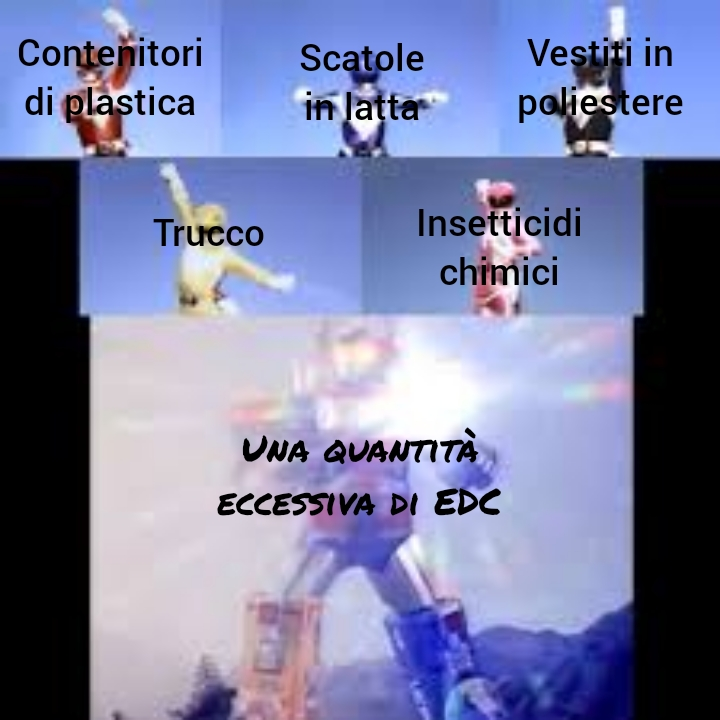 Contenitori
di plastica
Scatole
in latta
Vestiti in
poliestere
Trucco
Insetticidi
chimici
Una quantità
eccessiva di EDC